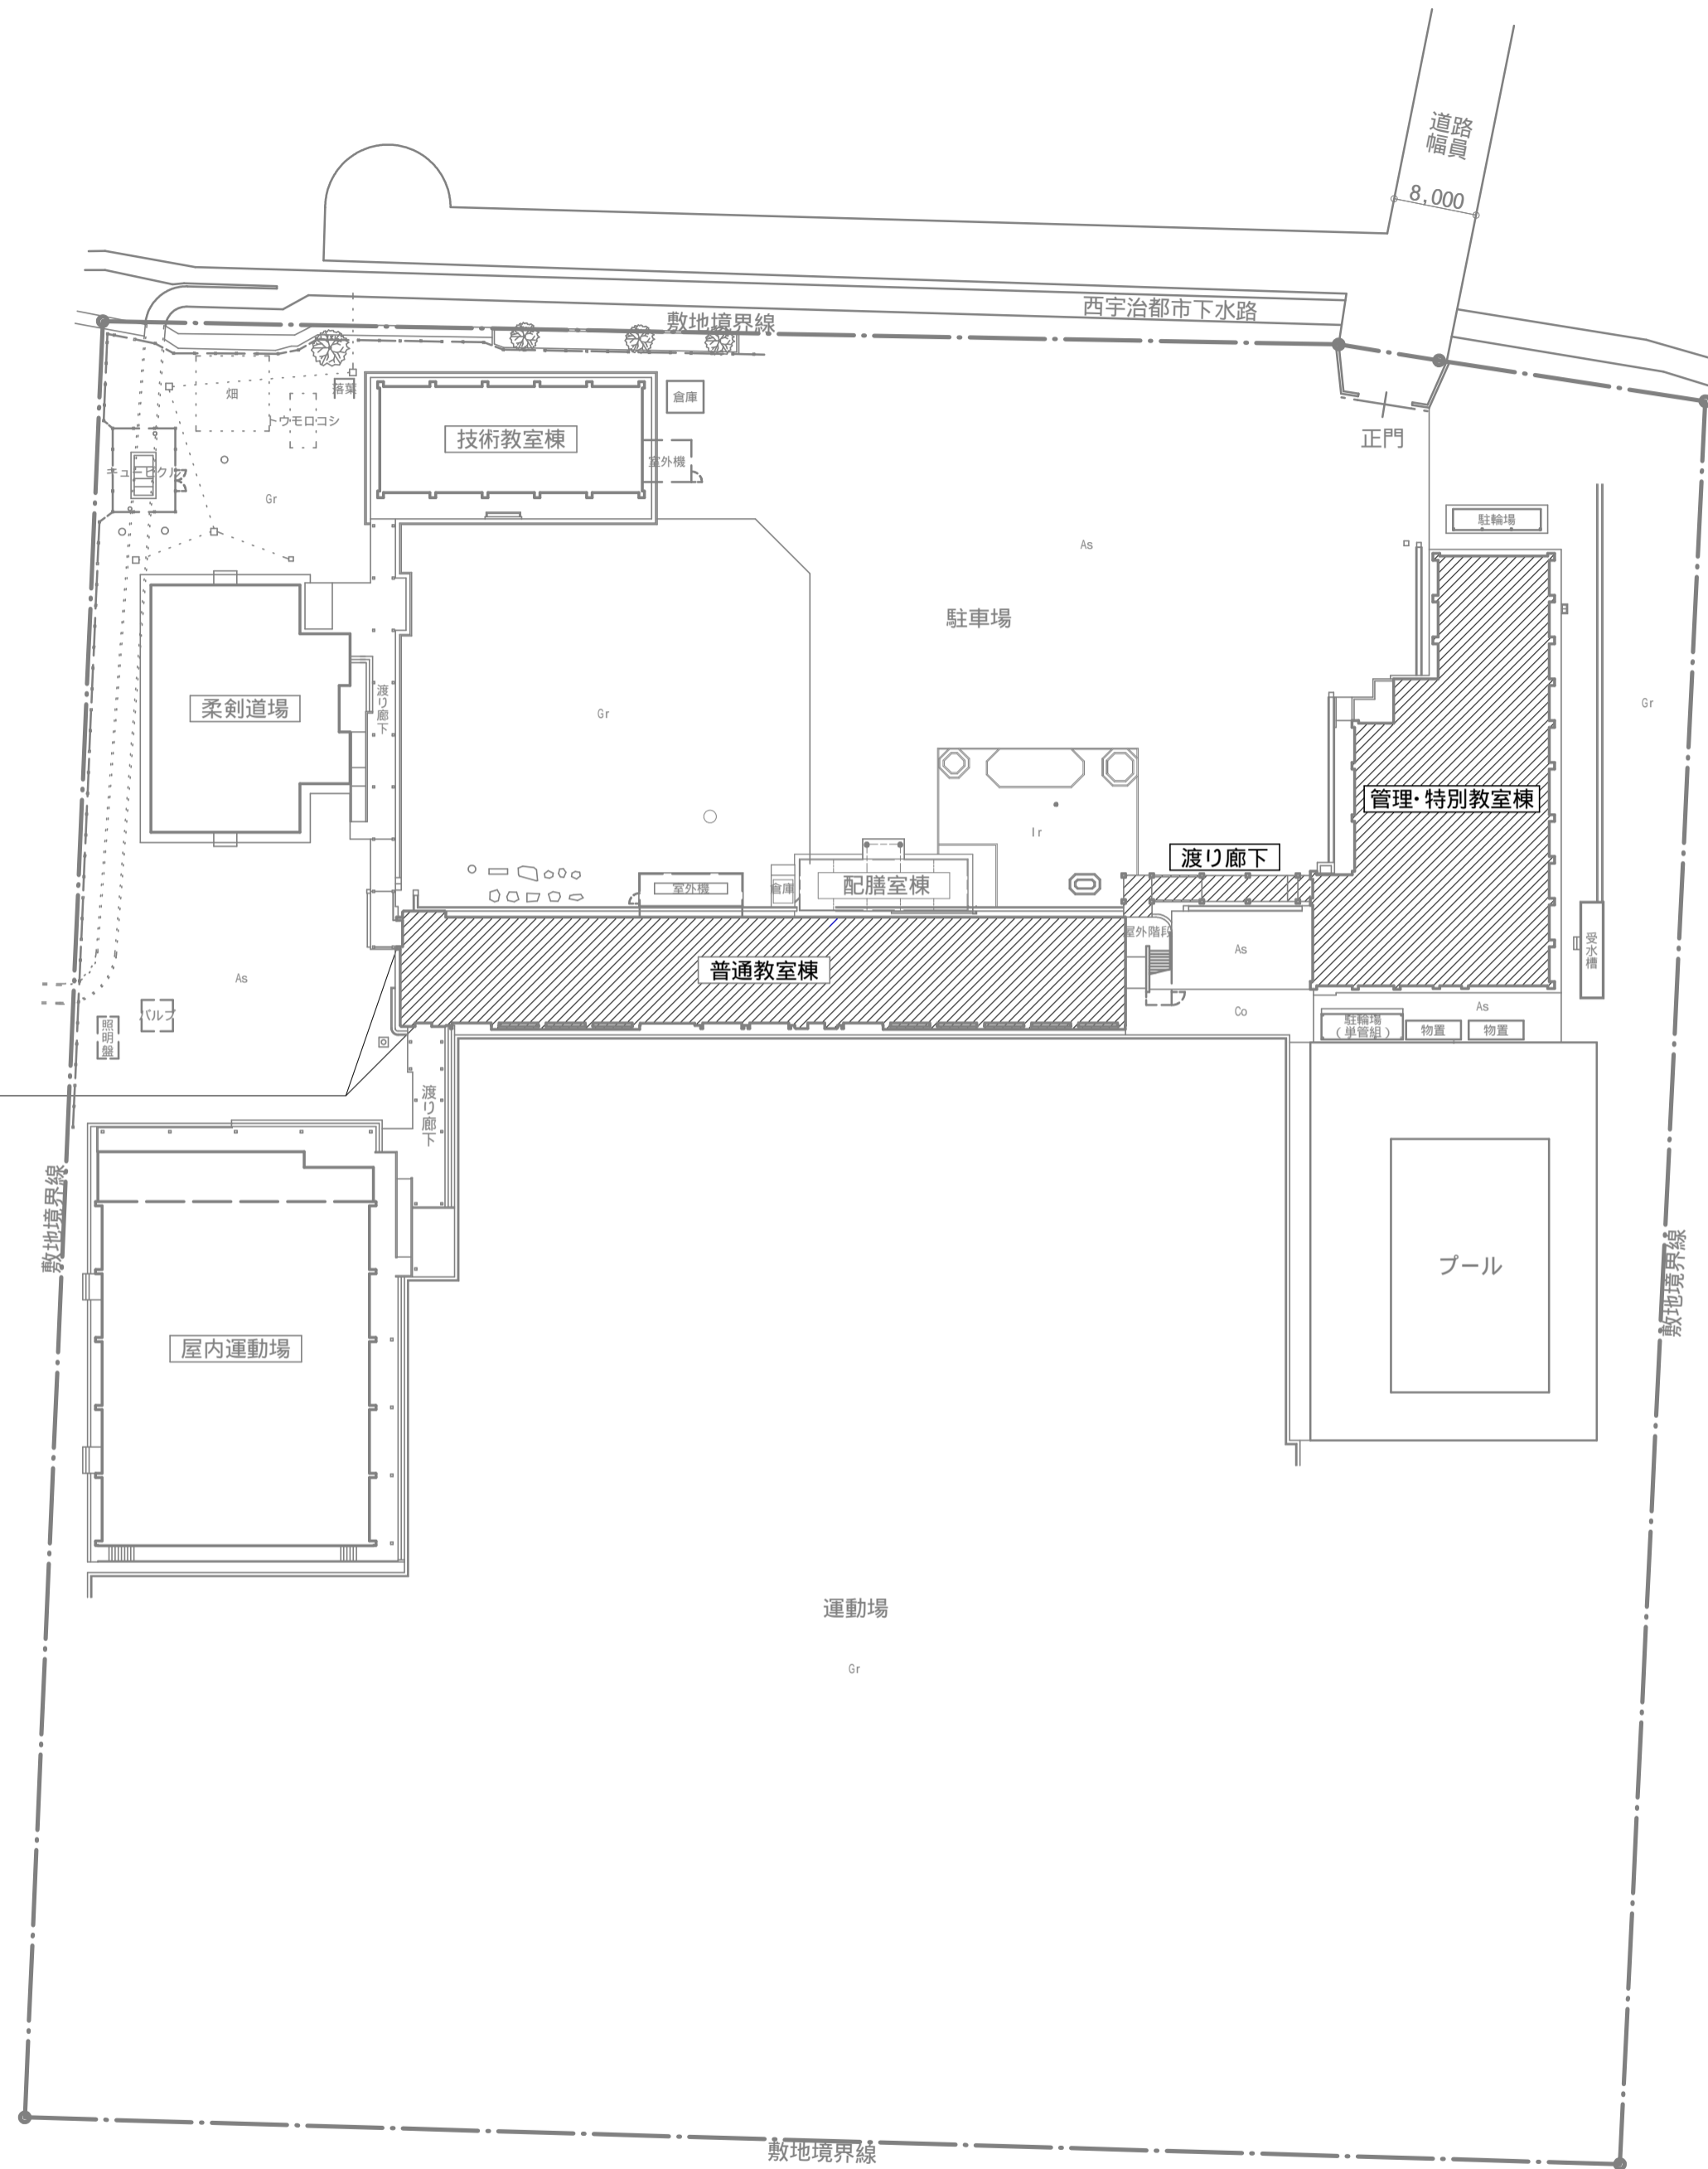 道路
幅員
8,000
西宇治都市下水路
敷地境界線
畑
落葉
トウモロコシ
倉庫
技術教室棟
正門
室外機
キュービクル
Gr
駐輪場
As
駐車場
柔剣道場
渡り廊下
Gr
Gr
管理・特別教室棟
Ir
渡り廊下
倉庫
配膳室棟
室外機
屋外階段
受水槽
As
普通教室棟
As
As
Co
バルブ
照明盤
駐輪場
(単管組)
物置
物置
渡り廊下
敷地境界線
敷地境界線
プール
屋内運動場
運動場
Gr
敷地境界線